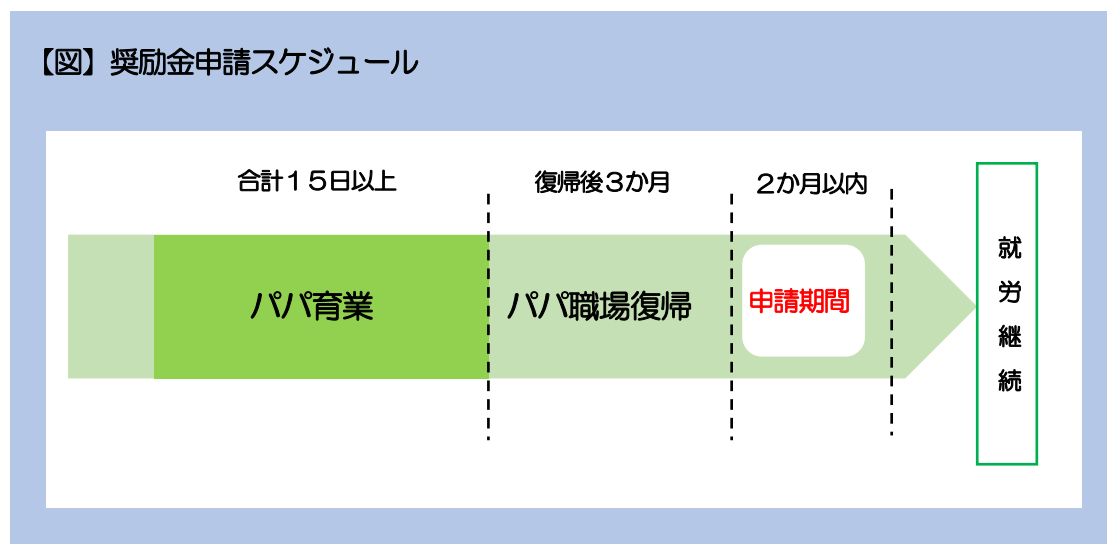 【図】奨励金申請スケジュール
合計１５日以上
復帰後３か月
２か月以内
パパ育業
パパ職場復帰
申請期間
就労継続